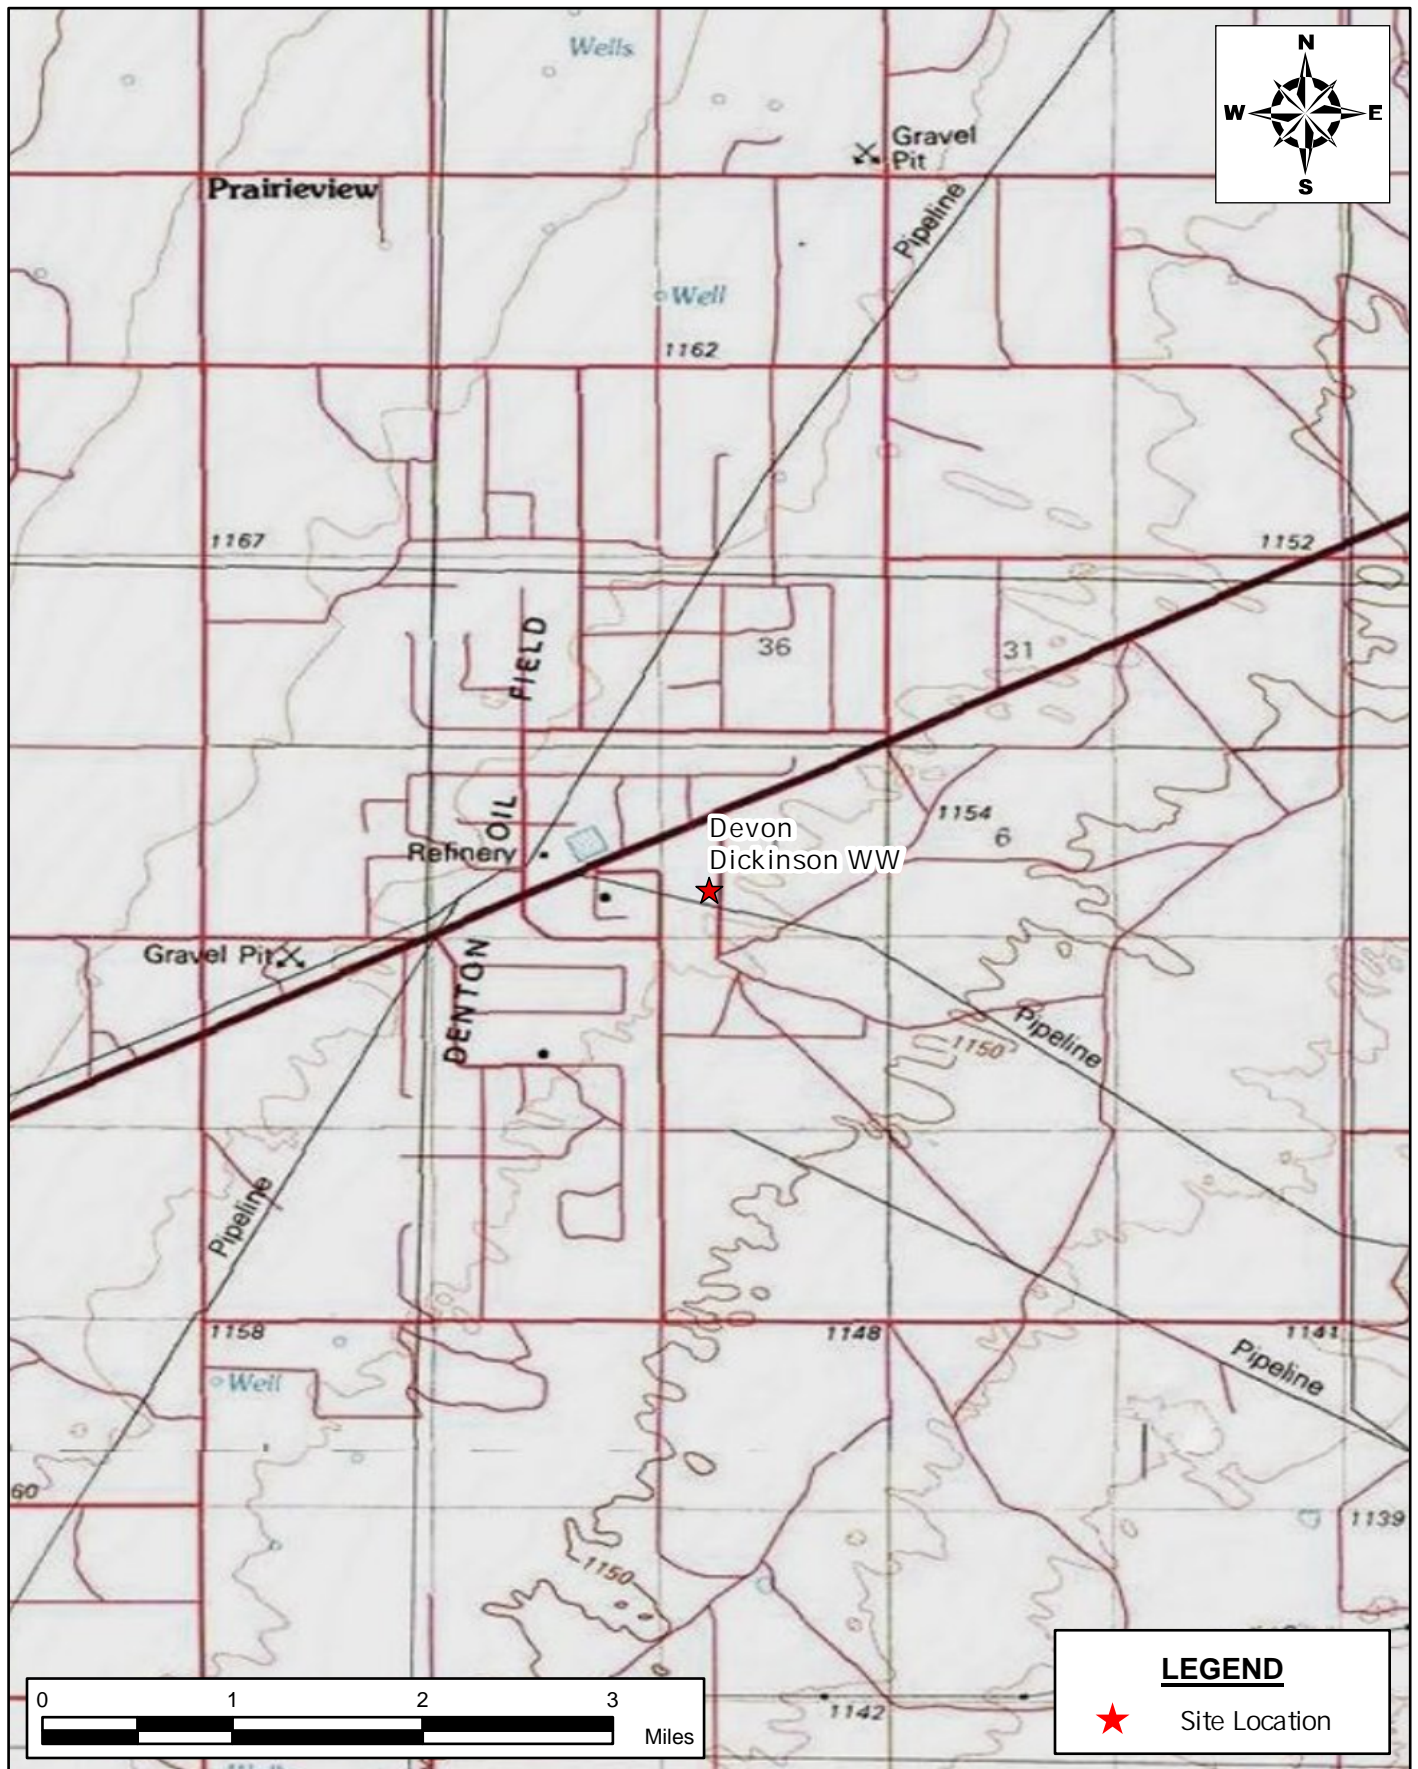 Wells
N
W
E
S
Gravel
Pit
Prairieview
Pipeline
Well
1162
1167
1152
FIELD
36
31
OIL
1154
6
Devon
Dickinson WW
Refinery
Gravel Pit
DENTON
Pipeline
1150
Pipeline
1158
1148
1141
Pipeline
Well
60
1139
1150
1142
LEGEND
Site Location
0
1
2
3
Miles